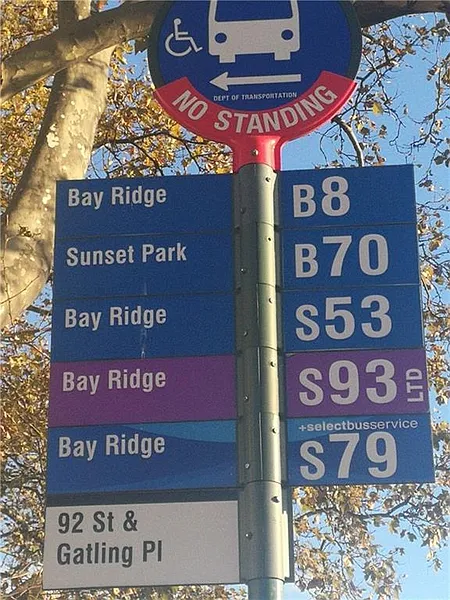 DEPT OF TRANSPORTATION
NO STANDING
Bay Ridge B8
Sunset Park B70
Bay Ridge S53
Bay Ridge S93 LTD
+selectbusservice
Bay Ridge S79
92 St &
Gatling Pl